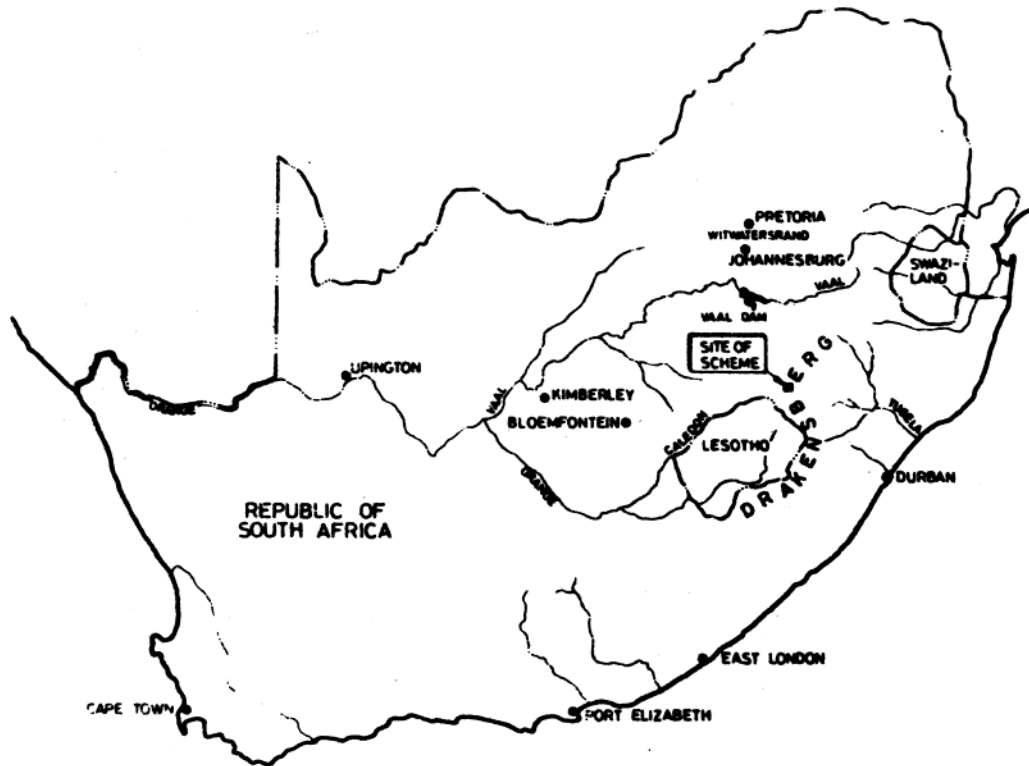 PRETORIA
WITWATERSRAND
JOHANNESBURG
SWAZI-
LAND
VAAL
VAAL DAM
SITE OF
SCHEME
UPINGTON
ORANGE
VAAL
KIMBERLEY
BLOEMFONTEIN
CALEDON
LESOTHO
DRAKENSBERG
TUGELA
DURBAN
ORANGE
REPUBLIC OF
SOUTH AFRICA
EAST LONDON
CAPE TOWN
PORT ELIZABETH